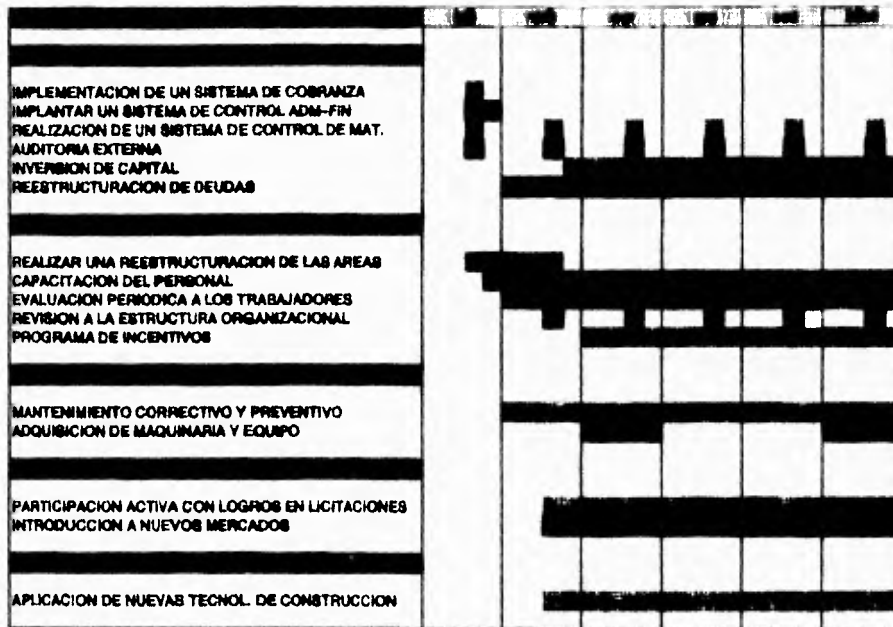 IMPLEMENTACION DE UN SISTEMA DE COBRANZA
IMPLANTAR UN SISTEMA DE CONTROL ADM-FIN
REALIZACION DE UN SISTEMA DE CONTROL DE MAT.
AUDITORIA EXTERNA
INVERSION DE CAPITAL
REESTRUCTURACION DE DEUDAS
REALIZAR UNA REESTRUCTURACION DE LAS AREAS
CAPACITACION DEL PERSONAL
EVALUACION PERIODICA A LOS TRABAJADORES
REVISION A LA ESTRUCTURA ORGANIZACIONAL
PROGRAMA DE INCENTIVOS
MANTENIMIENTO CORRECTIVO Y PREVENTIVO
ADQUISICION DE MAQUINARIA Y EQUIPO
PARTICIPACION ACTIVA CON LOGROS EN LICITACIONES
INTRODUCCION A NUEVOS MERCADOS
APLICACION DE NUEVAS TECNOL. DE CONSTRUCCION